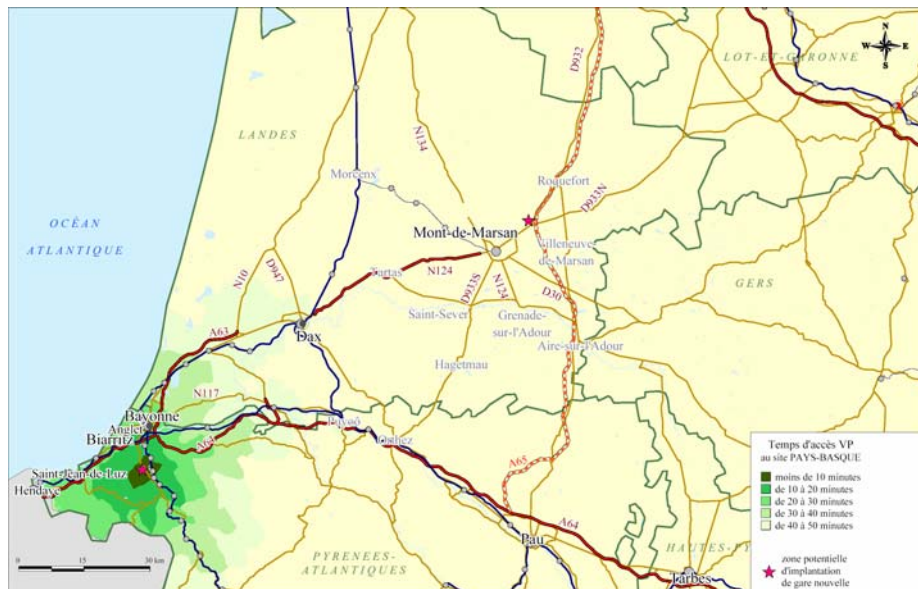 N
W E
S
LOT-ET-GARONNE
D932
LANDES
N134
Morcenx
Roquefort
D933N
OCÉAN
ATLANTIQUE
Mont-de-Marsan
Villeneuve-
de-Marsan
N10
D947
Tartas
N124
D933S
N124
D30
GERS
Saint-Sever
Grenade-
sur-l'Adour
A63
Dax
Aire-sur-l'Adour
Hagetmau
N117
Bayonne
Anglet
Biarritz
A64
Puyoô
Orthez
Saint-Jean-de-Luz
Hendaye
A65
A64
Pau
PYRENEES-
ATLANTIQUES
Tarbes
0 15 30 km
Temps d'accès VP
au site PAYS-BASQUE
moins de 10 minutes
de 10 à 20 minutes
de 20 à 30 minutes
de 30 à 40 minutes
de 40 à 50 minutes
zone potentielle
d'implantation
de gare nouvelle